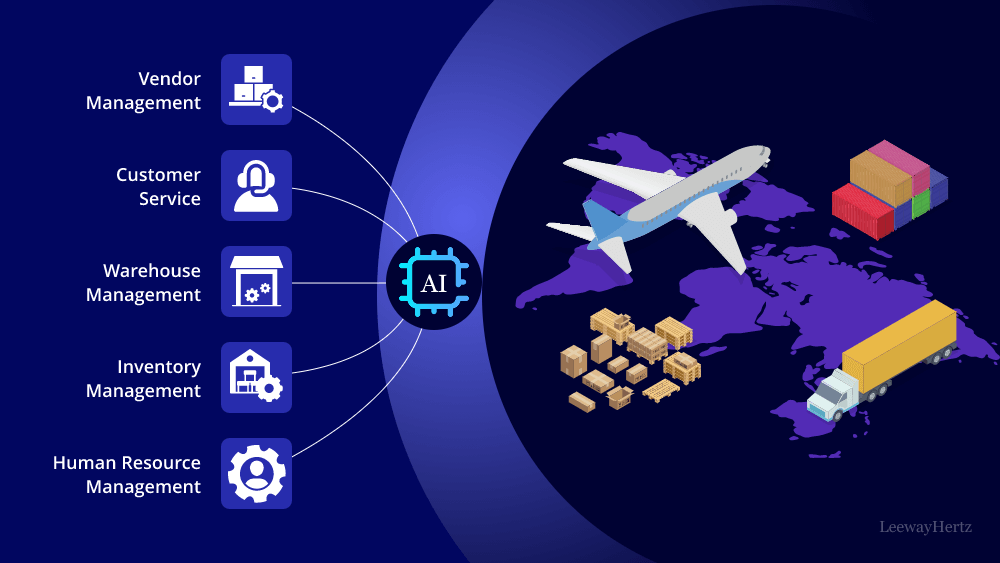 Vendor
Management
Customer
Service
Warehouse
Management
Inventory
Management
Human Resource
Management
AI
LeewayHertz